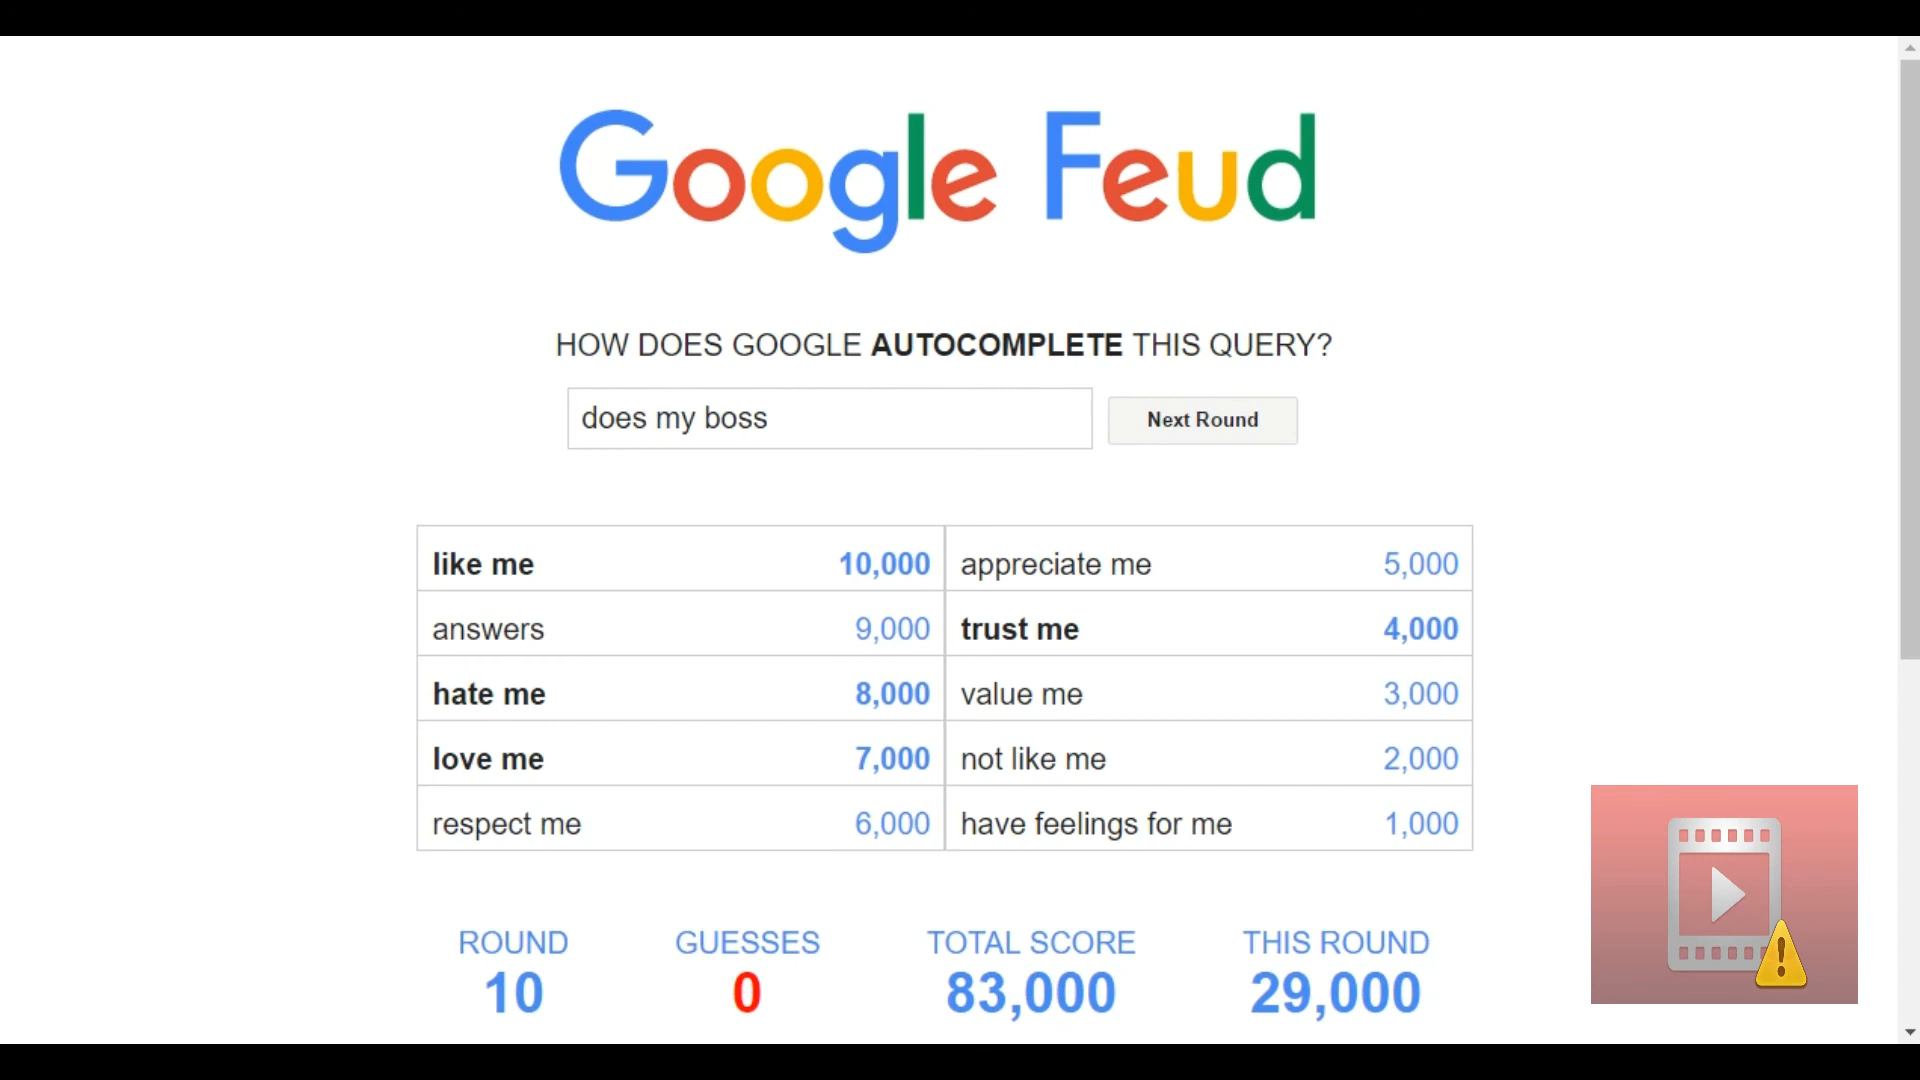 Google Feud
HOW DOES GOOGLE AUTOCOMPLETE THIS QUERY?
does my boss
Next Round
like me 10,000 appreciate me 5,000
answers 9,000 trust me 4,000
hate me 8,000 value me 3,000
love me 7,000 not like me 2,000
respect me 6,000 have feelings for me 1,000
ROUND GUESSES TOTAL SCORE THIS ROUND
10 0 83,000 29,000